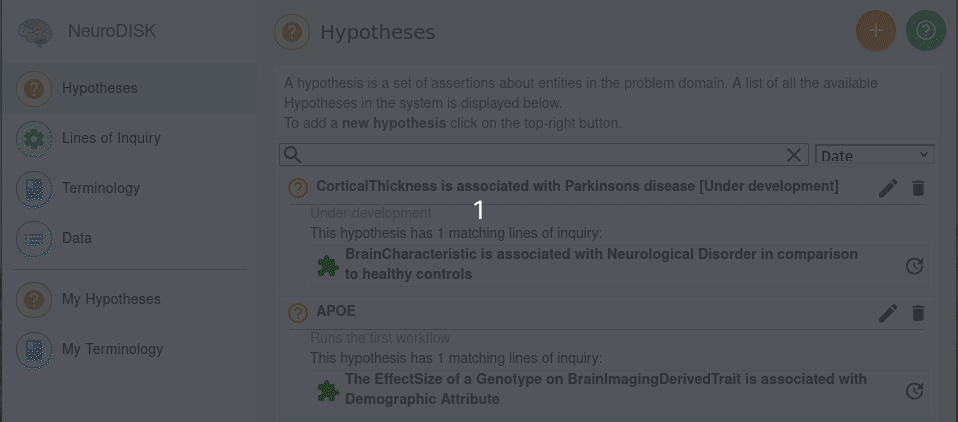 NeuroDISK
Hypotheses
Lines of Inquiry
Terminology
Data
My Hypotheses
My Terminology
Hypotheses
A hypothesis is a set of assertions about entities in the problem domain. A list of all the available
Hypotheses in the system is displayed below.
To add a new hypothesis click on the top-right button.
Date
CorticalThickness is associated with Parkinsons disease [Under development]
1
Under development
This hypothesis has 1 matching lines of inquiry:
BrainCharacteristic is associated with Neurological Disorder in comparison
to healthy controls
APOE
Runs the first workflow
This hypothesis has 1 matching lines of inquiry:
The EffectSize of a Genotype on BrainImagingDerivedTrait is associated with
Demographic Attribute